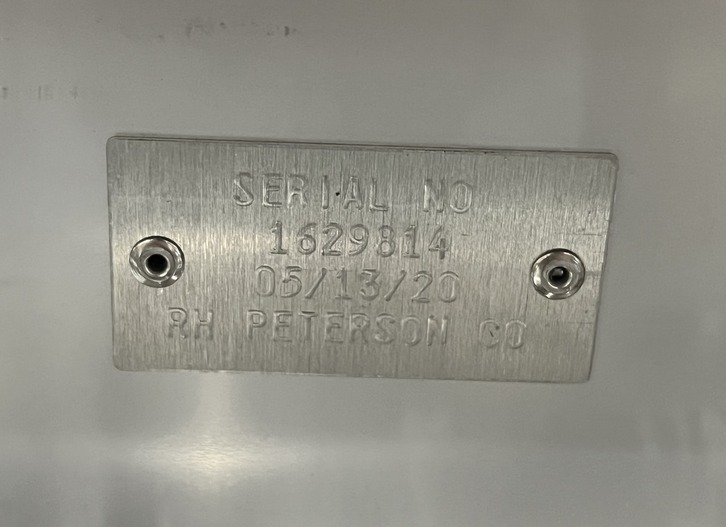 SERIAL NO
1629814
05/13/20
RH PETERSON CO